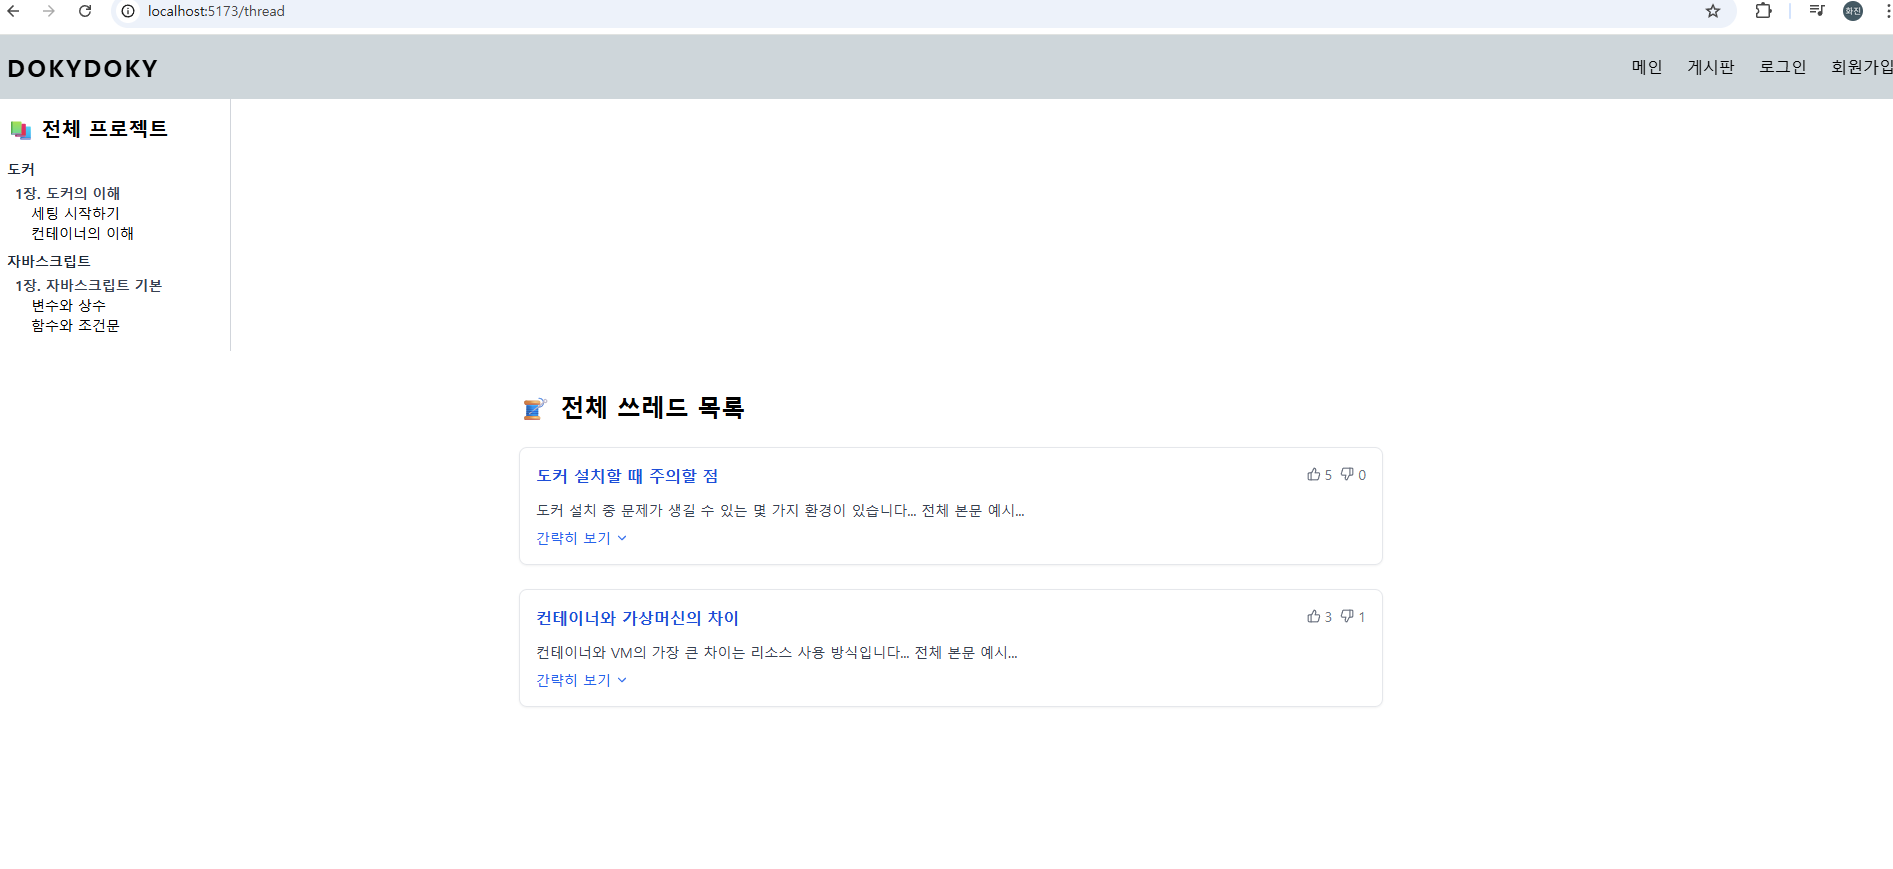 localhost:5173/thread
화진
DOKYDOKY
메인 게시판 로그인 회원가입
전체 프로젝트
도커
1장. 도커의 이해
세팅 시작하기
컨테이너의 이해
자바스크립트
1장. 자바스크립트 기본
변수와 상수
함수와 조건문
전체 쓰레드 목록
도커 설치할 때 주의할 점
5 0
도커 설치 중 문제가 생길 수 있는 몇 가지 환경이 있습니다... 전체 본문 예시...
간략히 보기
컨테이너와 가상머신의 차이
3 1
컨테이너와 VM의 가장 큰 차이는 리소스 사용 방식입니다... 전체 본문 예시...
간략히 보기